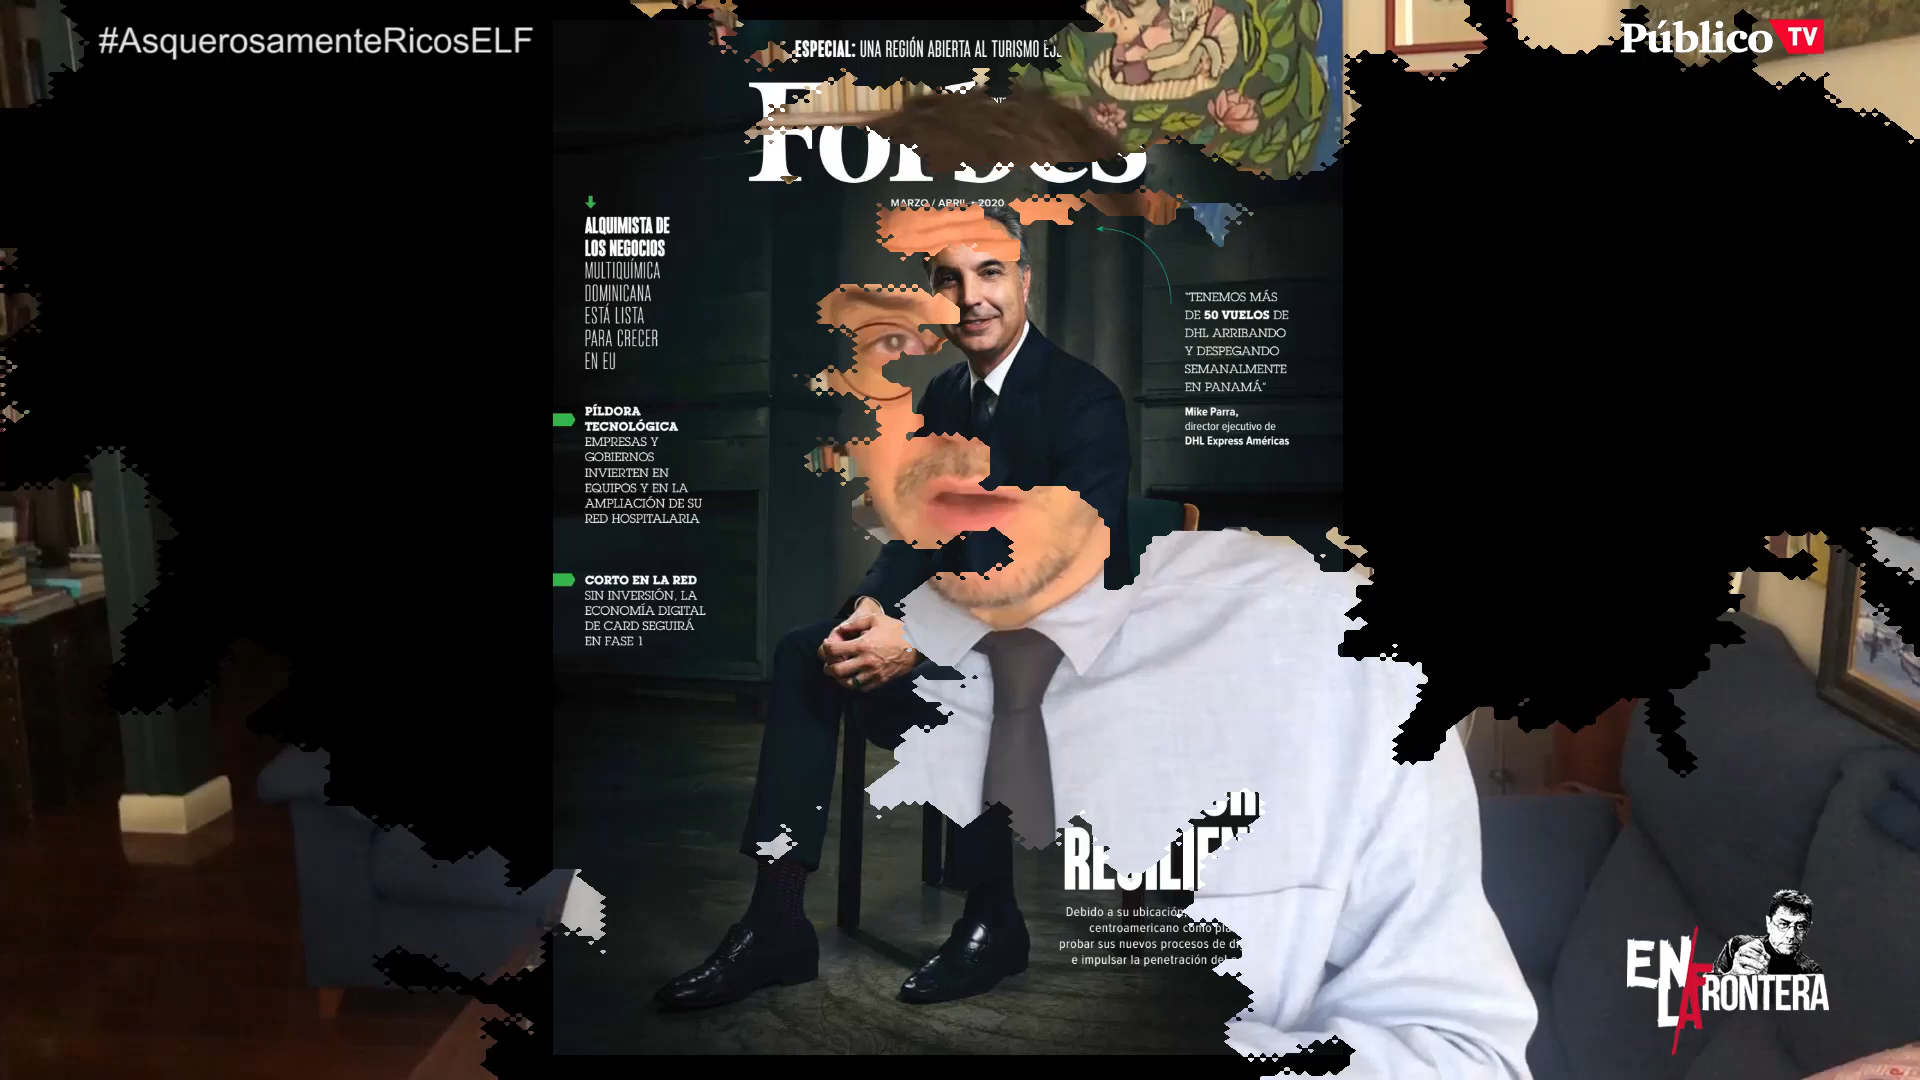 #AsquerosamenteRicosELF
Público TV
ESPECIAL: UNA REGIÓN ABIERTA AL TURISMO
Forbes
MARZO / ABRIL - 2020
ALQUIMISTA DE
LOS NEGOCIOS
MULTIQUÍMICA
DOMINICANA
ESTÁ LISTA
PARA CRECER
EN EU
PÍLDORA
TECNOLÓGICA
EMPRESAS Y
GOBIERNOS
INVIERTEN EN
EQUIPOS Y EN LA
AMPLIACIÓN DE SU
RED HOSPITALARIA
CORTO EN LA RED
SIN INVERSIÓN, LA
ECONOMÍA DIGITAL
DE CARD SEGUIRÁ
EN FASE 1
"TENEMOS MÁS
DE 50 VUELOS DE
DHL ARRIBANDO
Y DESPEGANDO
SEMANALMENTE
EN PANAMÁ"
Mike Parra,
director ejecutivo de
DHL Express Américas
Debido a su ubicación,
centroamericano como
probar sus nuevos procesos de
e impulsar la penetración del
EN LA FRONTERA